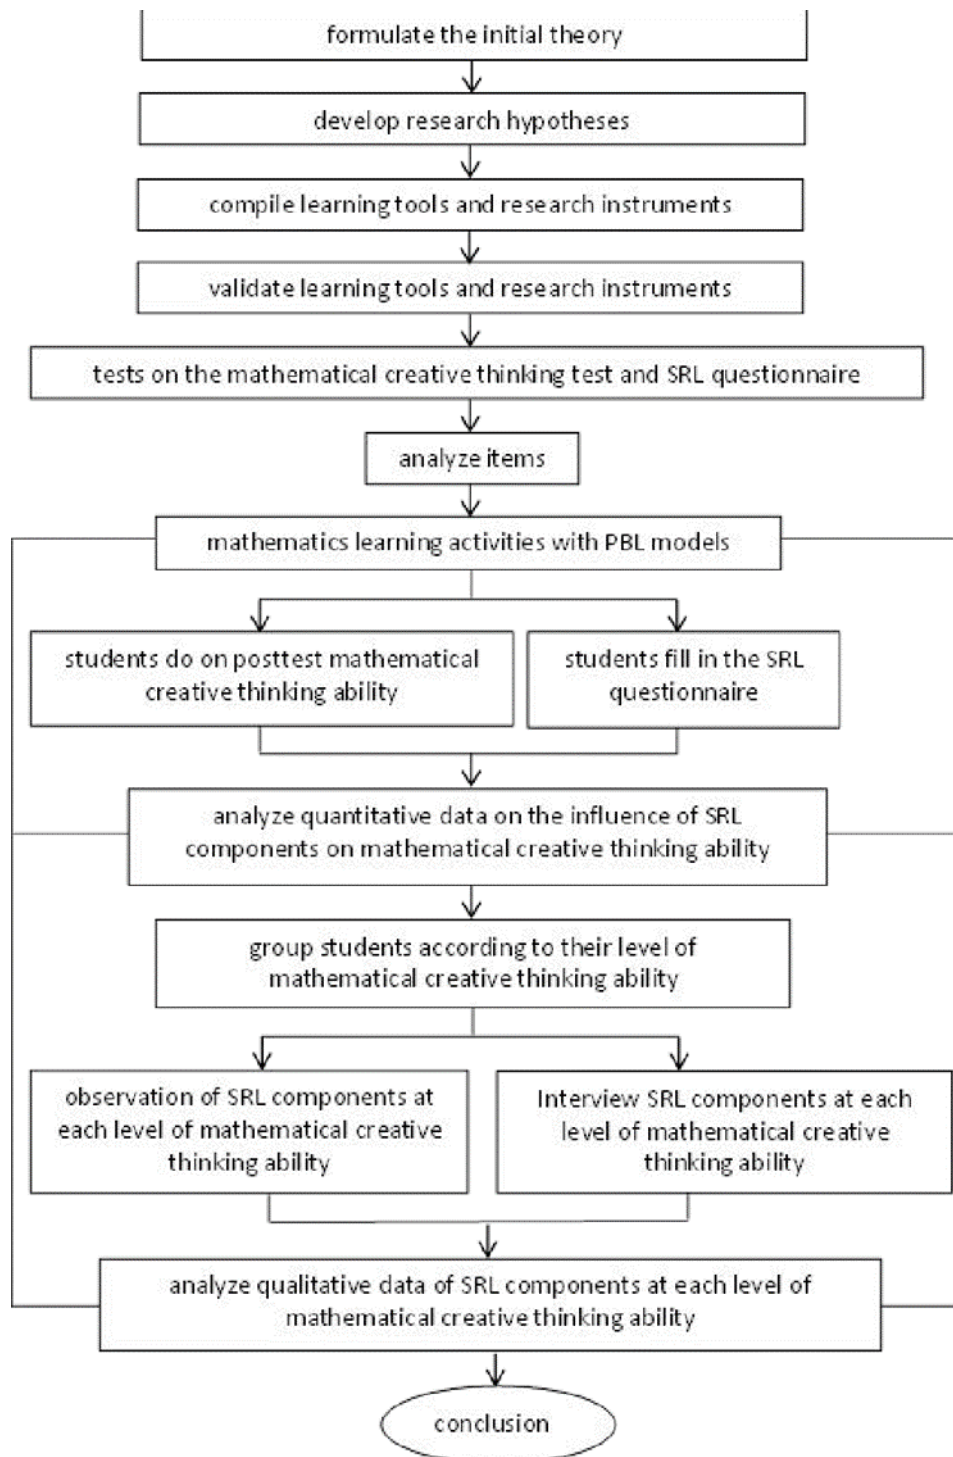 formulate the initial theory
develop research hypotheses
compile learning tools and research instruments
validate learning tools and research instruments
tests on the mathematical creative thinking test and SRL questionnaire
analyze items
mathematics learning activities with PBL models
students do on posttest mathematical
creative thinking ability
students fill in the SRL
questionnaire
analyze quantitative data on the influence of SRL
components on mathematical creative thinking ability
group students according to their level of
mathematical creative thinking ability
observation of SRL components at
each level of mathematical creative
thinking ability
Interview SRL components at each
level of mathematical creative
thinking ability
analyze qualitative data of SRL components at each level of
mathematical creative thinking ability
conclusion